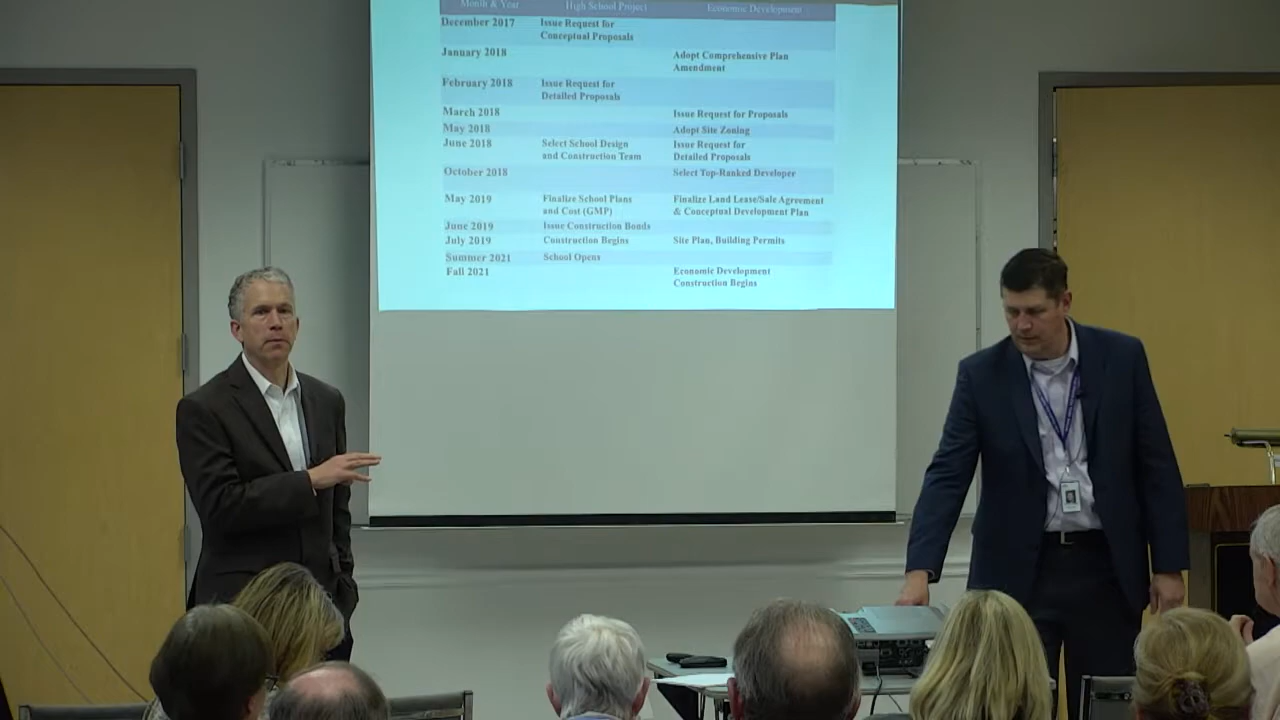 Month & Year High School Project Economic Development
December 2017 Issue Request for
Conceptual Proposals
January 2018 Adopt Comprehensive Plan
Amendment
February 2018 Issue Request for
Detailed Proposals
March 2018 Issue Request for Proposals
May 2018 Adopt Site Zoning
June 2018 Select School Design Issue Request for
and Construction Team Detailed Proposals
October 2018 Select Top-Ranked Developer
May 2019 Finalize School Plans Finalize Land Lease/Sale Agreement
and Cost (GMP) & Conceptual Development Plan
June 2019 Issue Construction Bonds
July 2019 Construction Begins Site Plan, Building Permits
Summer 2021 School Opens
Fall 2021 Economic Development
Construction Begins